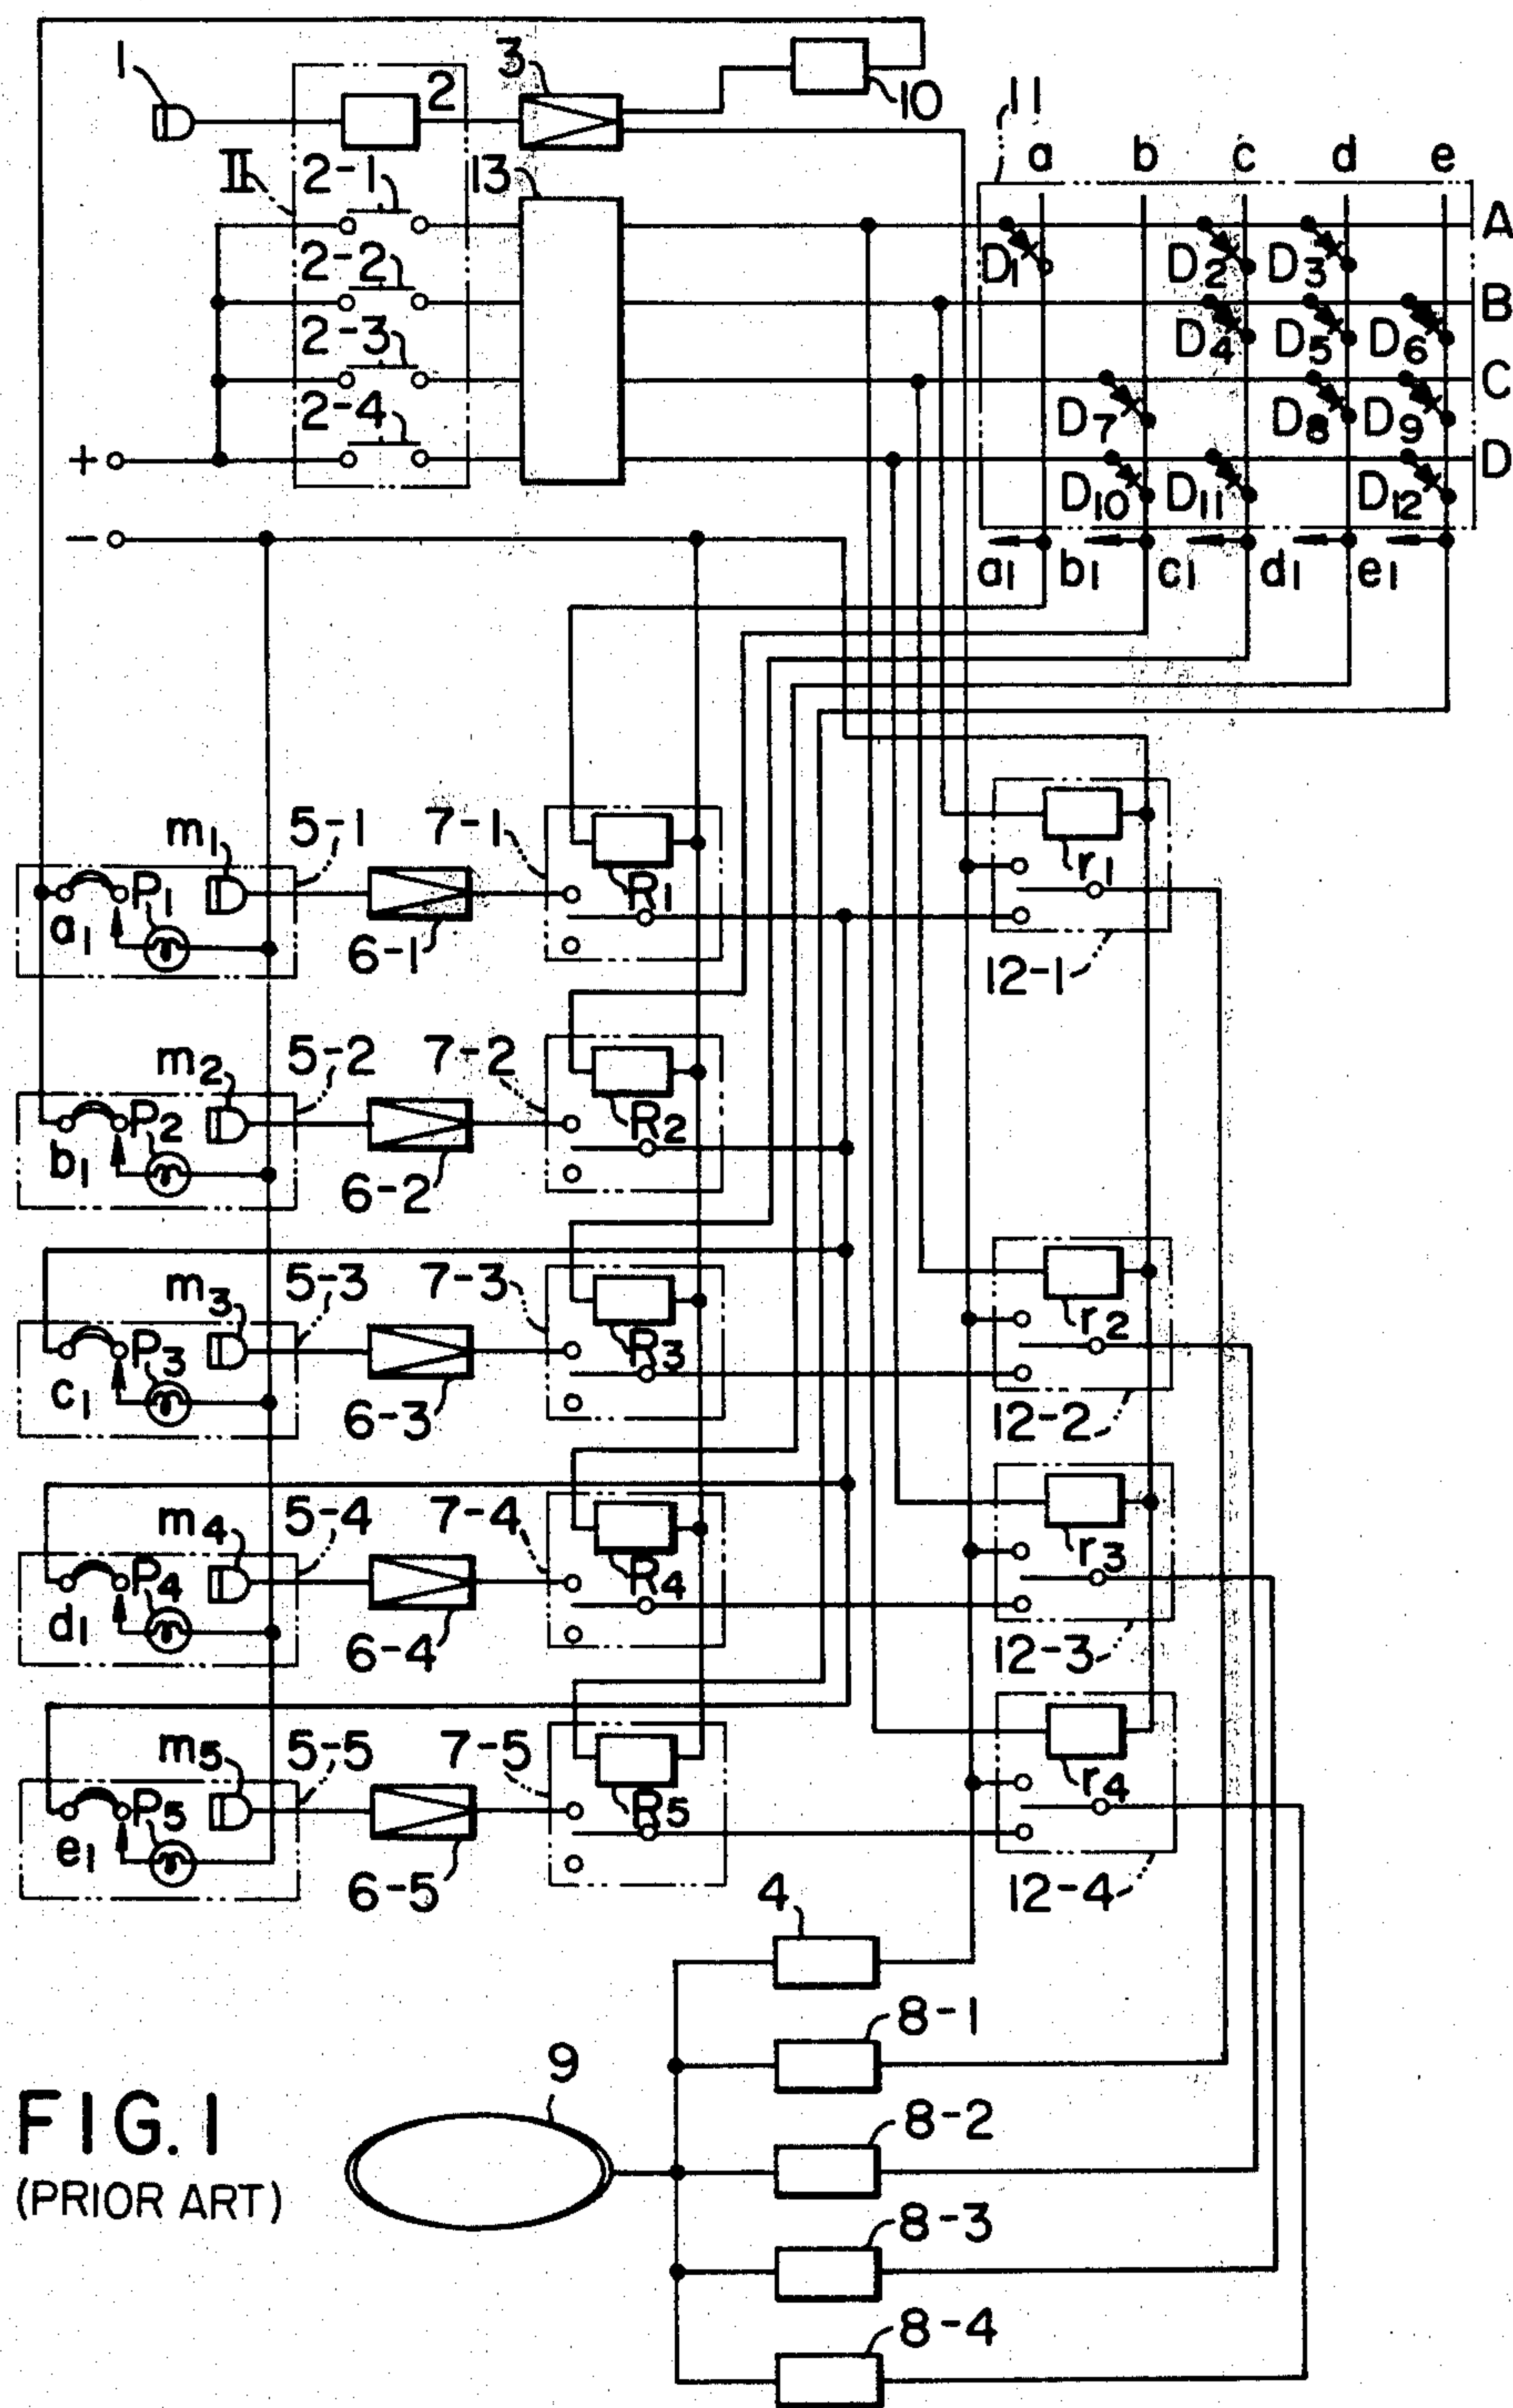 1
2
3
10
11
II
2-1
13
a b c d e
A
D1 D2 D3
2-2
B
D4 D5 D6
2-3
C
D7 D8 D9
2-4
+
D
D10 D11 D12
−
a1 b1 c1 d1 e1
m1 5-1 7-1
P1 R1 r1
a1
6-1
12-1
m2 5-2 7-2
P2 R2
b1
6-2
m3 5-3 7-3
P3 R3 r2
c1
6-3
12-2
m4 5-4 7-4
P4 R4 r3
d1
6-4
12-3
m5 5-5 7-5
P5 R5 r4
e1
6-5
12-4
4
8-1
9
8-2
8-3
8-4
FIG. 1
(PRIOR ART)